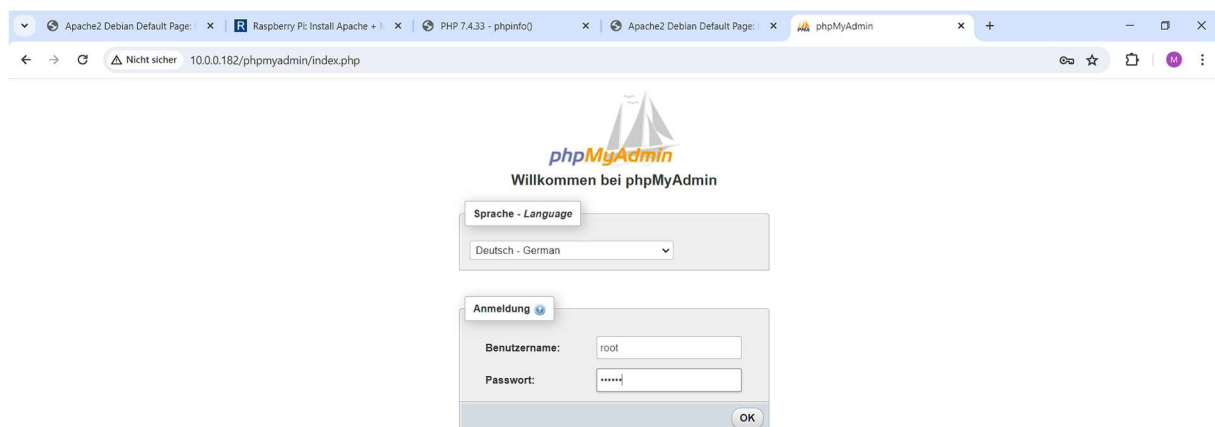 Apache2 Debian Default Page:
Raspberry Pi: Install Apache +
PHP 7.4.33 - phpinfo()
Apache2 Debian Default Page:
phpMyAdmin
Nicht sicher 10.0.0.182/phpmyadmin/index.php
M
phpMyAdmin
Willkommen bei phpMyAdmin
Sprache - Language
Deutsch - German
Anmeldung
Benutzername: root
Passwort: ••••••
OK